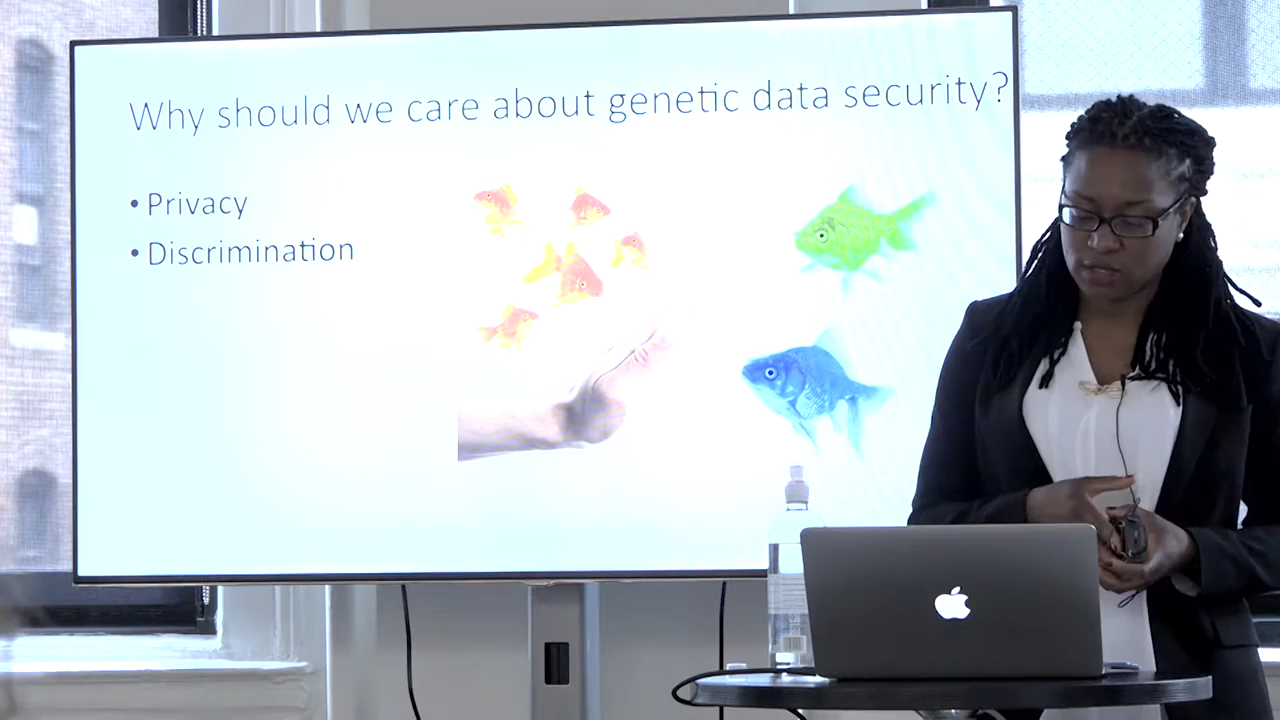 Why should we care about genetic data security?
• Privacy
• Discrimination